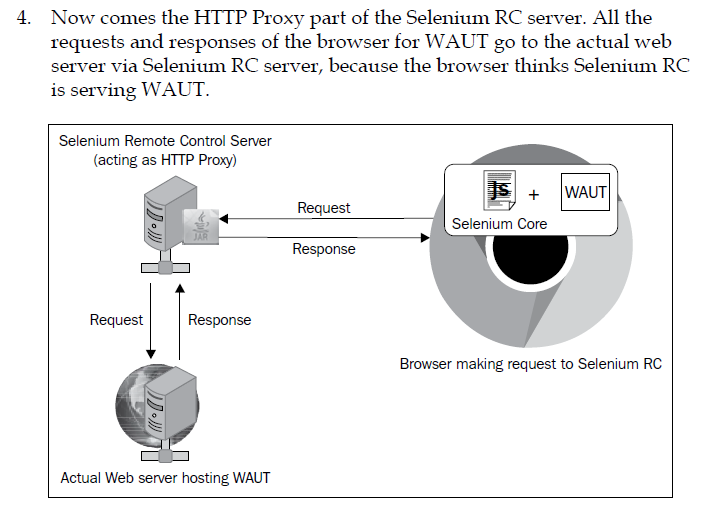 4. Now comes the HTTP Proxy part of the Selenium RC server. All the
requests and responses of the browser for WAUT go to the actual web
server via Selenium RC server, because the browser thinks Selenium RC
is serving WAUT.
Selenium Remote Control Server
(acting as HTTP Proxy)
JAR
Request
Response
JS + WAUT
Selenium Core
Request
Response
Browser making request to Selenium RC
Actual Web server hosting WAUT